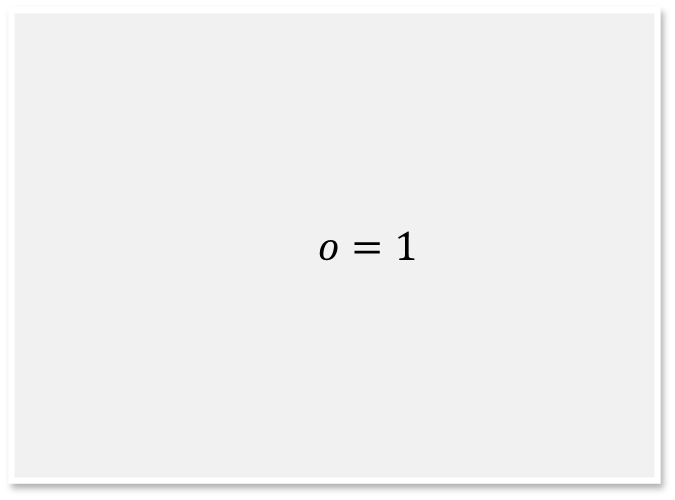 o = 1